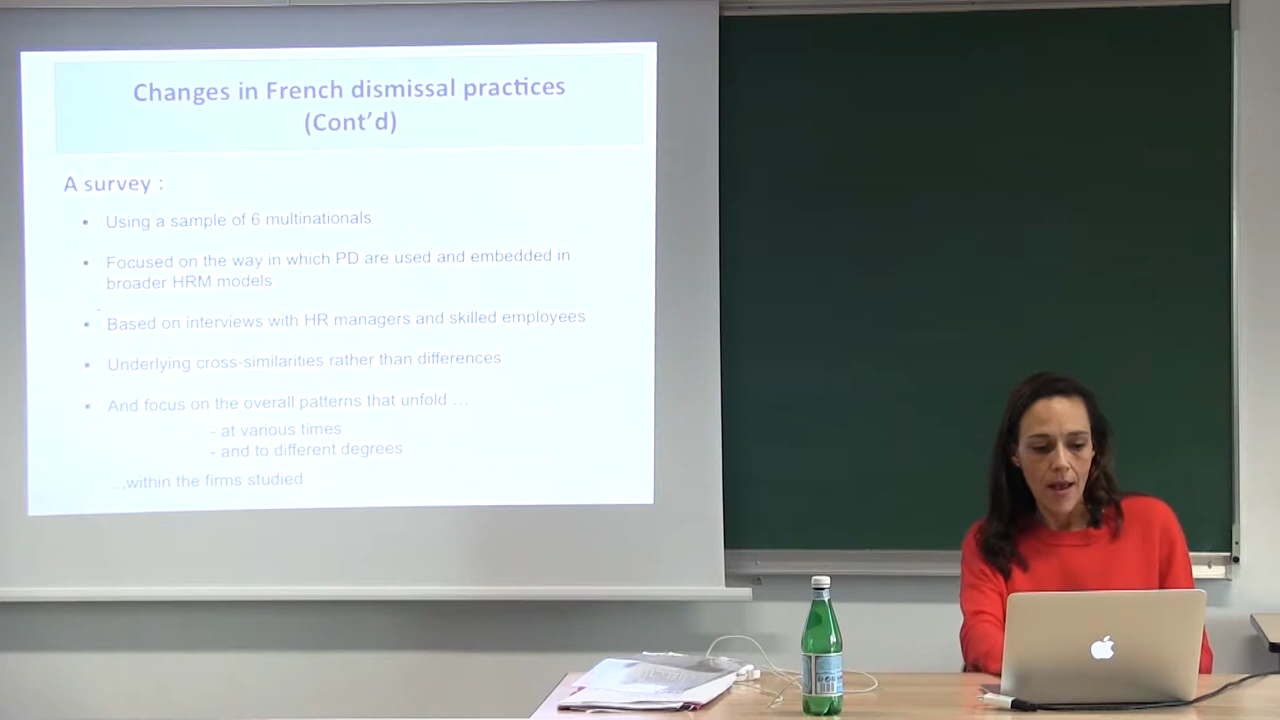 Changes in French dismissal practices
(Cont'd)
A survey :
▪ Using a sample of 6 multinationals
▪ Focused on the way in which PD are used and embedded in
broader HRM models
▪ Based on interviews with HR managers and skilled employees
▪ Underlying cross-similarities rather than differences
▪ And focus on the overall patterns that unfold …
- at various times
- and to different degrees
…within the firms studied